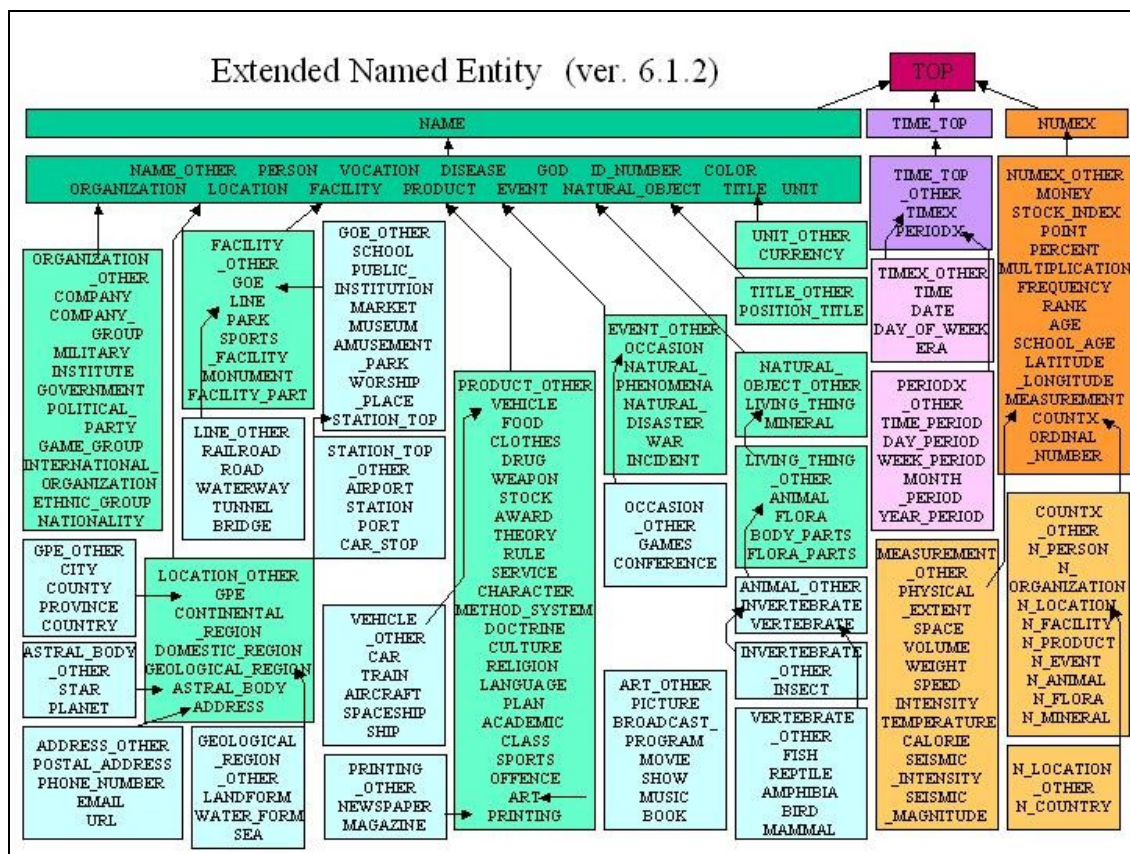 Extended Named Entity (ver. 6.1.2)
TOP
NAME
TIME_TOP
NUMEX
NAME_OTHER PERSON VOCATION DISEASE GOD ID_NUMBER COLOR
ORGANIZATION LOCATION FACILITY PRODUCT EVENT NATURAL_OBJECT TITLE UNIT
ORGANIZATION
_OTHER
COMPANY
COMPANY_
GROUP
MILITARY
INSTITUTE
GOVERNMENT
POLITICAL_
PARTY
GAME_GROUP
INTERNATIONAL_
ORGANIZATION
ETHNIC_GROUP
NATIONALITY
GPE_OTHER
CITY
COUNTY
PROVINCE
COUNTRY
ASTRAL_BODY
_OTHER
STAR
PLANET
ADDRESS_OTHER
POSTAL_ADDRESS
PHONE_NUMBER
EMAIL
URL
FACILITY
_OTHER
GOE
LINE
PARK
SPORTS
_FACILITY
MONUMENT
FACILITY_PART
LINE_OTHER
RAILROAD
ROAD
WATERWAY
TUNNEL
BRIDGE
LOCATION_OTHER
GPE
CONTINENTAL
_REGION
DOMESTIC_REGION
GEOLOGICAL_REGION
ASTRAL_BODY
ADDRESS
GEOLOGICAL
_REGION
_OTHER
LANDFORM
WATER_FORM
SEA
GOE_OTHER
SCHOOL
PUBLIC_
INSTITUTION
MARKET
MUSEUM
AMUSEMENT
_PARK
WORSHIP
_PLACE
STATION_TOP
STATION_TOP
_OTHER
AIRPORT
STATION
PORT
CAR_STOP
VEHICLE
_OTHER
CAR
TRAIN
AIRCRAFT
SPACESHIP
SHIP
PRINTING
_OTHER
NEWSPAPER
MAGAZINE
PRODUCT_OTHER
VEHICLE
FOOD
CLOTHES
DRUG
WEAPON
STOCK
AWARD
THEORY
RULE
SERVICE
CHARACTER
METHOD_SYSTEM
DOCTRINE
CULTURE
RELIGION
LANGUAGE
PLAN
ACADEMIC
CLASS
SPORTS
OFFENCE
ART
PRINTING
EVENT_OTHER
OCCASION
NATURAL_
PHENOMENA
NATURAL_
DISASTER
WAR
INCIDENT
OCCASION
_OTHER
GAMES
CONFERENCE
ART_OTHER
PICTURE
BROADCAST_
PROGRAM
MOVIE
SHOW
MUSIC
BOOK
UNIT_OTHER
CURRENCY
TITLE_OTHER
POSITION_TITLE
NATURAL_
OBJECT_OTHER
LIVING_THING
MINERAL
LIVING_THING
_OTHER
ANIMAL
FLORA
BODY_PARTS
FLORA_PARTS
ANIMAL_OTHER
INVERTEBRATE
VERTEBRATE
INVERTEBRATE
_OTHER
INSECT
VERTEBRATE
_OTHER
FISH
REPTILE
AMPHIBIA
BIRD
MAMMAL
TIME_TOP
_OTHER
TIMEX
PERIODX
TIMEX_OTHER
TIME
DATE
DAY_OF_WEEK
ERA
PERIODX
_OTHER
TIME_PERIOD
DAY_PERIOD
WEEK_PERIOD
MONTH
_PERIOD
YEAR_PERIOD
MEASUREMENT
_OTHER
PHYSICAL
_EXTENT
SPACE
VOLUME
WEIGHT
SPEED
INTENSITY
TEMPERATURE
CALORIE
SEISMIC
_INTENSITY
SEISMIC
_MAGNITUDE
NUMEX_OTHER
MONEY
STOCK_INDEX
POINT
PERCENT
MULTIPLICATION
FREQUENCY
RANK
AGE
SCHOOL_AGE
LATITUDE
_LONGITUDE
MEASUREMENT
COUNTX
ORDINAL
_NUMBER
COUNTX
_OTHER
N_PERSON
N_
ORGANIZATION
N_LOCATION
N_FACILITY
N_PRODUCT
N_EVENT
N_ANIMAL
N_FLORA
N_MINERAL
N_LOCATION
_OTHER
N_COUNTRY